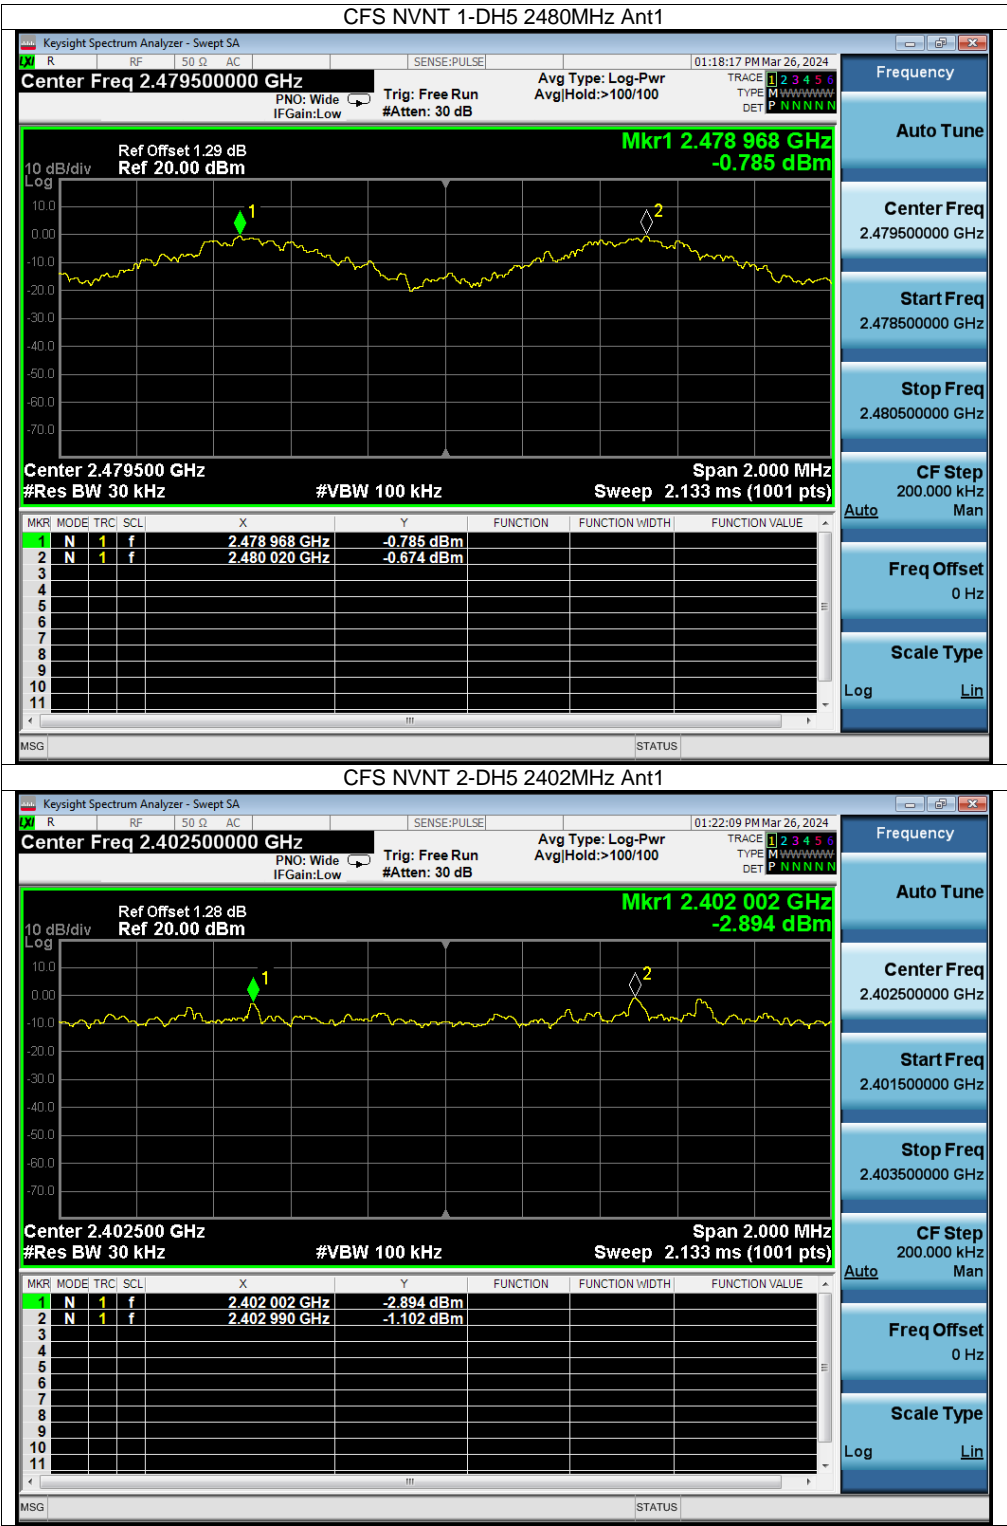 CFS NVNT 1-DH5 2480MHz Ant1
Keysight Spectrum Analyzer - Swept SA
LXI R RF 50 Ω AC SENSE:PULSE 01:18:17 PM Mar 26, 2024
Center Freq 2.479500000 GHz
PNO: Wide
IFGain:Low
Trig: Free Run
#Atten: 30 dB
Avg Type: Log-Pwr
Avg|Hold:>100/100
TRACE 1 2 3 4 5 6
TYPE M WWWWW
DET P N N N N N
Mkr1 2.478 968 GHz
-0.785 dBm
Ref Offset 1.29 dB
10 dB/div Ref 20.00 dBm
Log
10.0
0.00
-10.0
-20.0
-30.0
-40.0
-50.0
-60.0
-70.0
1
2
Center 2.479500 GHz Span 2.000 MHz
#Res BW 30 kHz #VBW 100 kHz Sweep 2.133 ms (1001 pts)
MKR MODE TRC SCL X Y FUNCTION FUNCTION WIDTH FUNCTION VALUE
1 N 1 f 2.478 968 GHz -0.785 dBm
2 N 1 f 2.480 020 GHz -0.674 dBm
3
4
5
6
7
8
9
10
11
MSG STATUS
Frequency
Auto Tune
Center Freq
2.479500000 GHz
Start Freq
2.478500000 GHz
Stop Freq
2.480500000 GHz
CF Step
200.000 kHz
Auto Man
Freq Offset
0 Hz
Scale Type
Log Lin
CFS NVNT 2-DH5 2402MHz Ant1
Keysight Spectrum Analyzer - Swept SA
LXI R RF 50 Ω AC SENSE:PULSE 01:22:09 PM Mar 26, 2024
Center Freq 2.402500000 GHz
PNO: Wide
IFGain:Low
Trig: Free Run
#Atten: 30 dB
Avg Type: Log-Pwr
Avg|Hold:>100/100
TRACE 1 2 3 4 5 6
TYPE M WWWWW
DET P N N N N N
Mkr1 2.402 002 GHz
-2.894 dBm
Ref Offset 1.28 dB
10 dB/div Ref 20.00 dBm
Log
10.0
0.00
-10.0
-20.0
-30.0
-40.0
-50.0
-60.0
-70.0
1
2
Center 2.402500 GHz Span 2.000 MHz
#Res BW 30 kHz #VBW 100 kHz Sweep 2.133 ms (1001 pts)
MKR MODE TRC SCL X Y FUNCTION FUNCTION WIDTH FUNCTION VALUE
1 N 1 f 2.402 002 GHz -2.894 dBm
2 N 1 f 2.402 990 GHz -1.102 dBm
3
4
5
6
7
8
9
10
11
MSG STATUS
Frequency
Auto Tune
Center Freq
2.402500000 GHz
Start Freq
2.401500000 GHz
Stop Freq
2.403500000 GHz
CF Step
200.000 kHz
Auto Man
Freq Offset
0 Hz
Scale Type
Log Lin